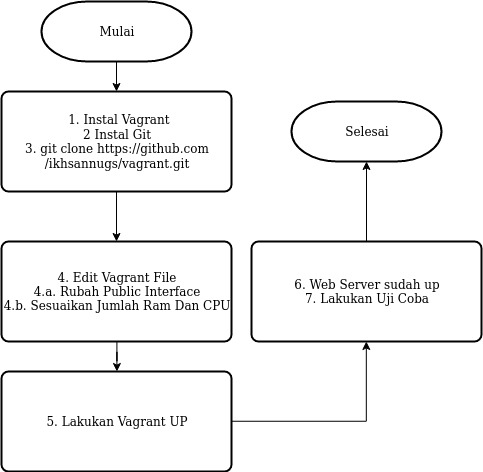 Mulai
1. Instal Vagrant
2 Instal Git
3. git clone https://github.com
/ikhsannugs/vagrant.git
4. Edit Vagrant File
4.a. Rubah Public Interface
4.b. Sesuaikan Jumlah Ram Dan CPU
5. Lakukan Vagrant UP
6. Web Server sudah up
7. Lakukan Uji Coba
Selesai